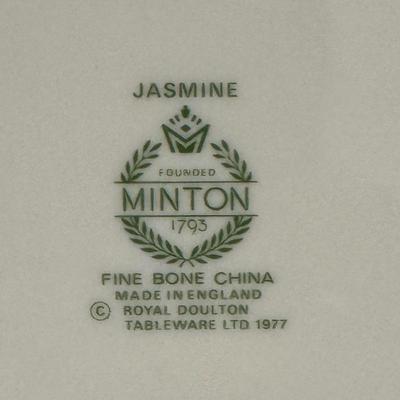 JASMINE
FOUNDED
MINTON
1793
FINE BONE CHINA
MADE IN ENGLAND
© ROYAL DOULTON
TABLEWARE LTD 1977